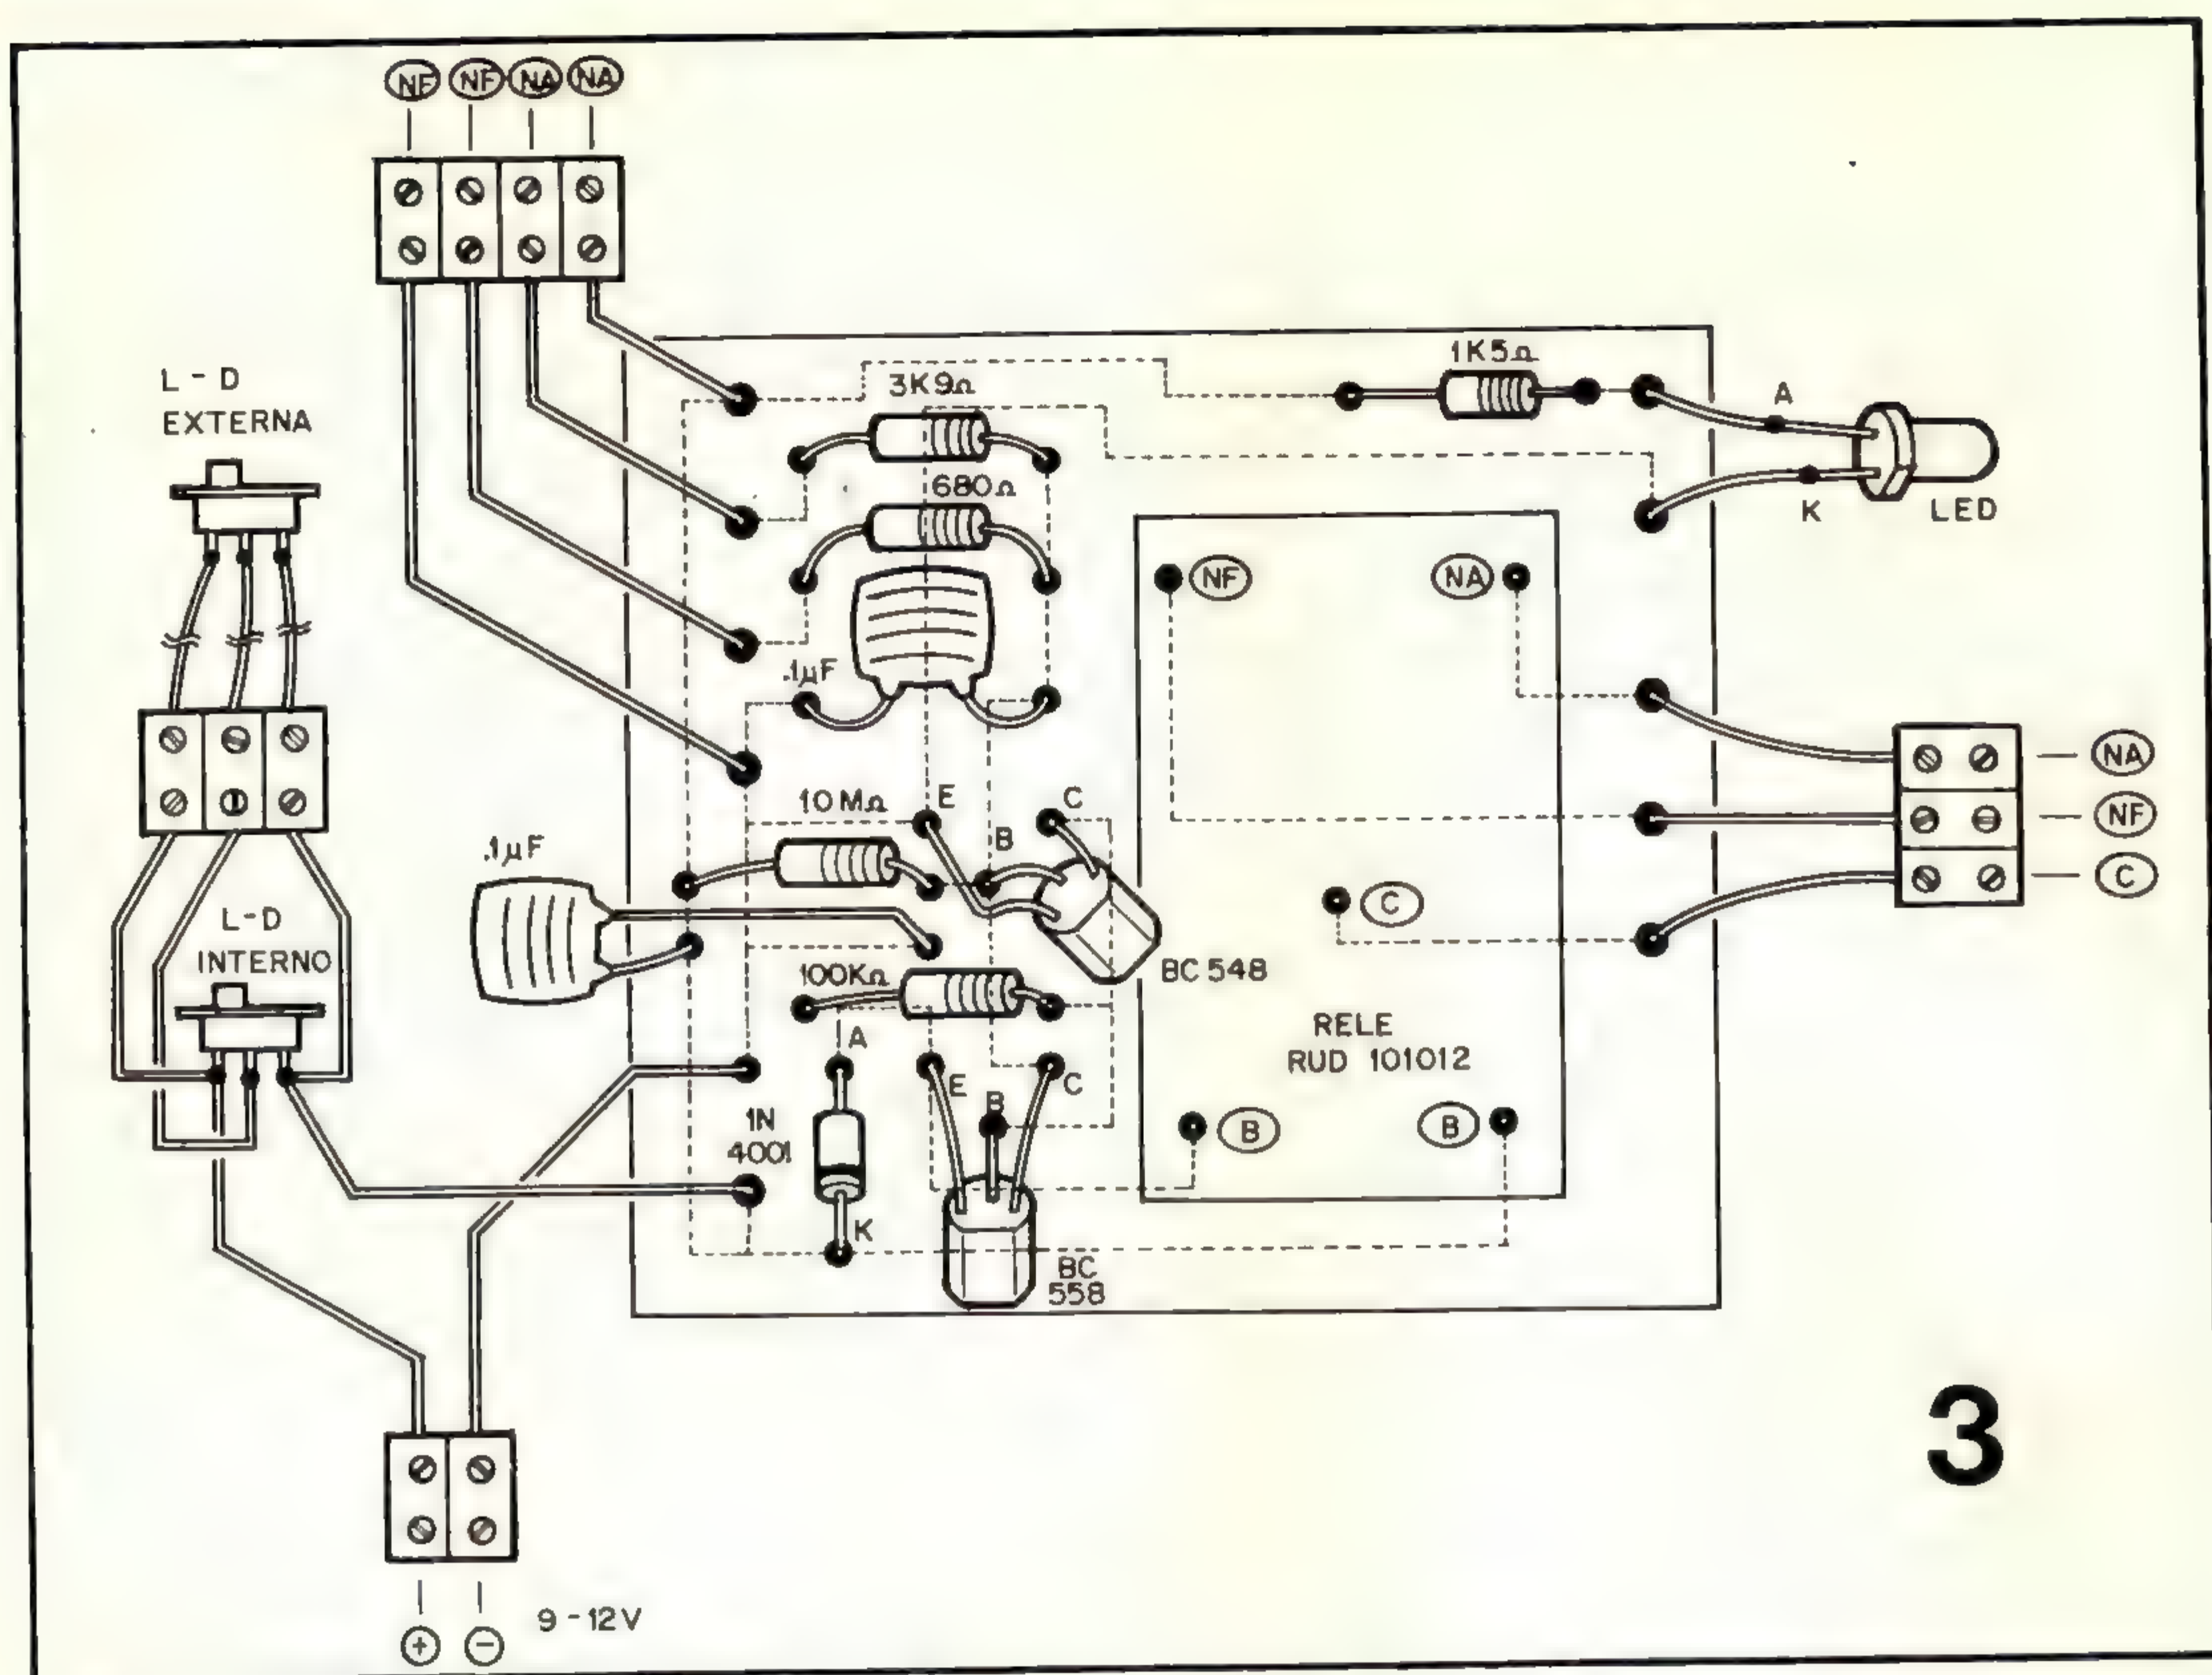 NF NF NA NA
L-D
EXTERNA
3K9Ω
1K5Ω
A
K
LED
680Ω
NF
NA
.1µF
10MΩ
E
C
B
NA
NF
C
.1µF
L-D
INTERNO
100KΩ
BC 548
C
A
RELE
RUD 101012
E
B
C
1N
4001
B
B
K
BC
558
3
9-12V
+ −